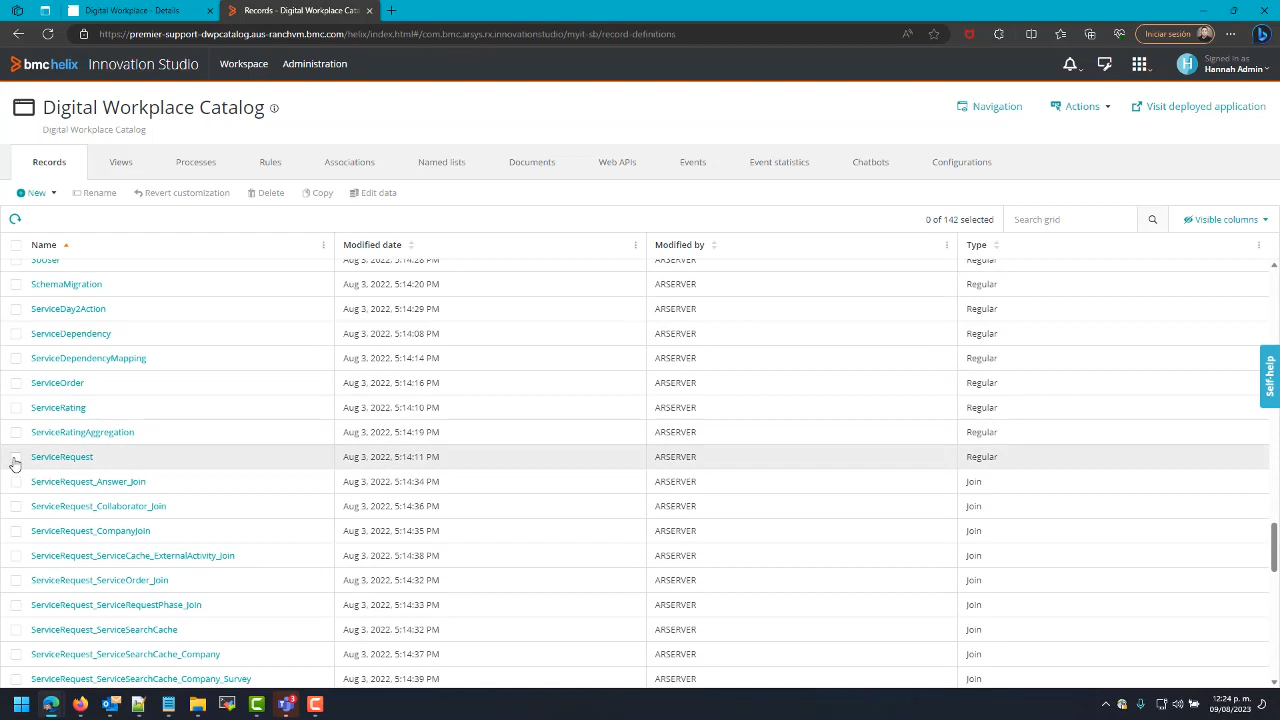 Digital Workplace - Details
Records - Digital Workplace Cat
https://premier-support-dwpcatalog.aus-ranchvm.bmc.com/helix/index.html#/com.bmc.arsys.rx.innovationstudio/myit-sb/record-definitions
Iniciar sesión
bmchelix Innovation Studio Workspace Administration
Signed in as
Hannah Admin
Digital Workplace Catalog
Digital Workplace Catalog
Navigation Actions Visit deployed application
Records Views Processes Rules Associations Named lists Documents Web APIs Events Event statistics Chatbots Configurations
New Rename Revert customization Delete Copy Edit data
0 of 142 selected Search grid Visible columns
Name Modified date Modified by Type
SbUser Aug 3, 2022, 5:14:28 PM ARSERVER Regular
SchemaMigration Aug 3, 2022, 5:14:20 PM ARSERVER Regular
ServiceDay2Action Aug 3, 2022, 5:14:29 PM ARSERVER Regular
ServiceDependency Aug 3, 2022, 5:14:08 PM ARSERVER Regular
ServiceDependencyMapping Aug 3, 2022, 5:14:14 PM ARSERVER Regular
ServiceOrder Aug 3, 2022, 5:14:16 PM ARSERVER Regular
ServiceRating Aug 3, 2022, 5:14:10 PM ARSERVER Regular
ServiceRatingAggregation Aug 3, 2022, 5:14:19 PM ARSERVER Regular
ServiceRequest Aug 3, 2022, 5:14:11 PM ARSERVER Regular
ServiceRequest_Answer_Join Aug 3, 2022, 5:14:34 PM ARSERVER Join
ServiceRequest_Collaborator_Join Aug 3, 2022, 5:14:36 PM ARSERVER Join
ServiceRequest_CompanyJoin Aug 3, 2022, 5:14:35 PM ARSERVER Join
ServiceRequest_ServiceCache_ExternalActivity_Join Aug 3, 2022, 5:14:38 PM ARSERVER Join
ServiceRequest_ServiceOrder_Join Aug 3, 2022, 5:14:32 PM ARSERVER Join
ServiceRequest_ServiceRequestPhase_Join Aug 3, 2022, 5:14:33 PM ARSERVER Join
ServiceRequest_ServiceSearchCache Aug 3, 2022, 5:14:32 PM ARSERVER Join
ServiceRequest_ServiceSearchCache_Company Aug 3, 2022, 5:14:37 PM ARSERVER Join
ServiceRequest_ServiceSearchCache_Company_Survey Aug 3, 2022, 5:14:39 PM ARSERVER Join
Self-help
12:24 p. m.
09/08/2023